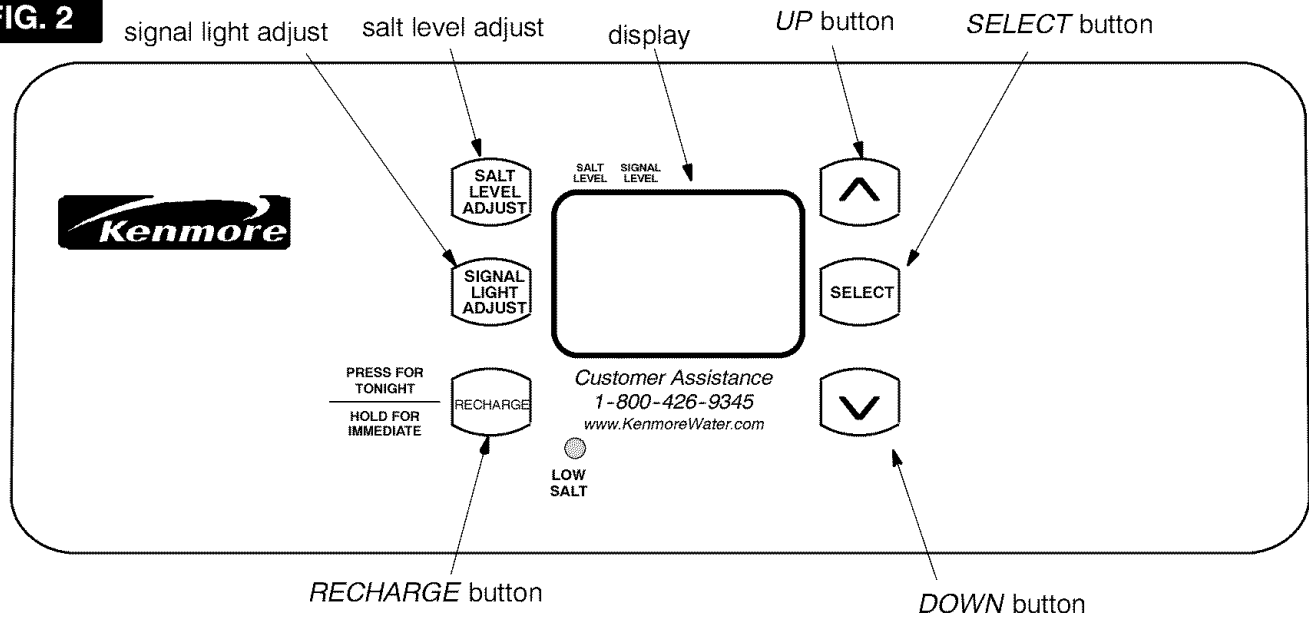 FIG. 2
signal light adjust
salt level adjust
display
UP button
SELECT button
SALT
LEVEL
ADJUST
SALT
LEVEL
SIGNAL
LEVEL
Kenmore
SIGNAL
LIGHT
ADJUST
SELECT
PRESS FOR
TONIGHT
HOLD FOR
IMMEDIATE
RECHARGE
Customer Assistance
1-800-426-9345
www.KenmoreWater.com
LOW
SALT
RECHARGE button
DOWN button